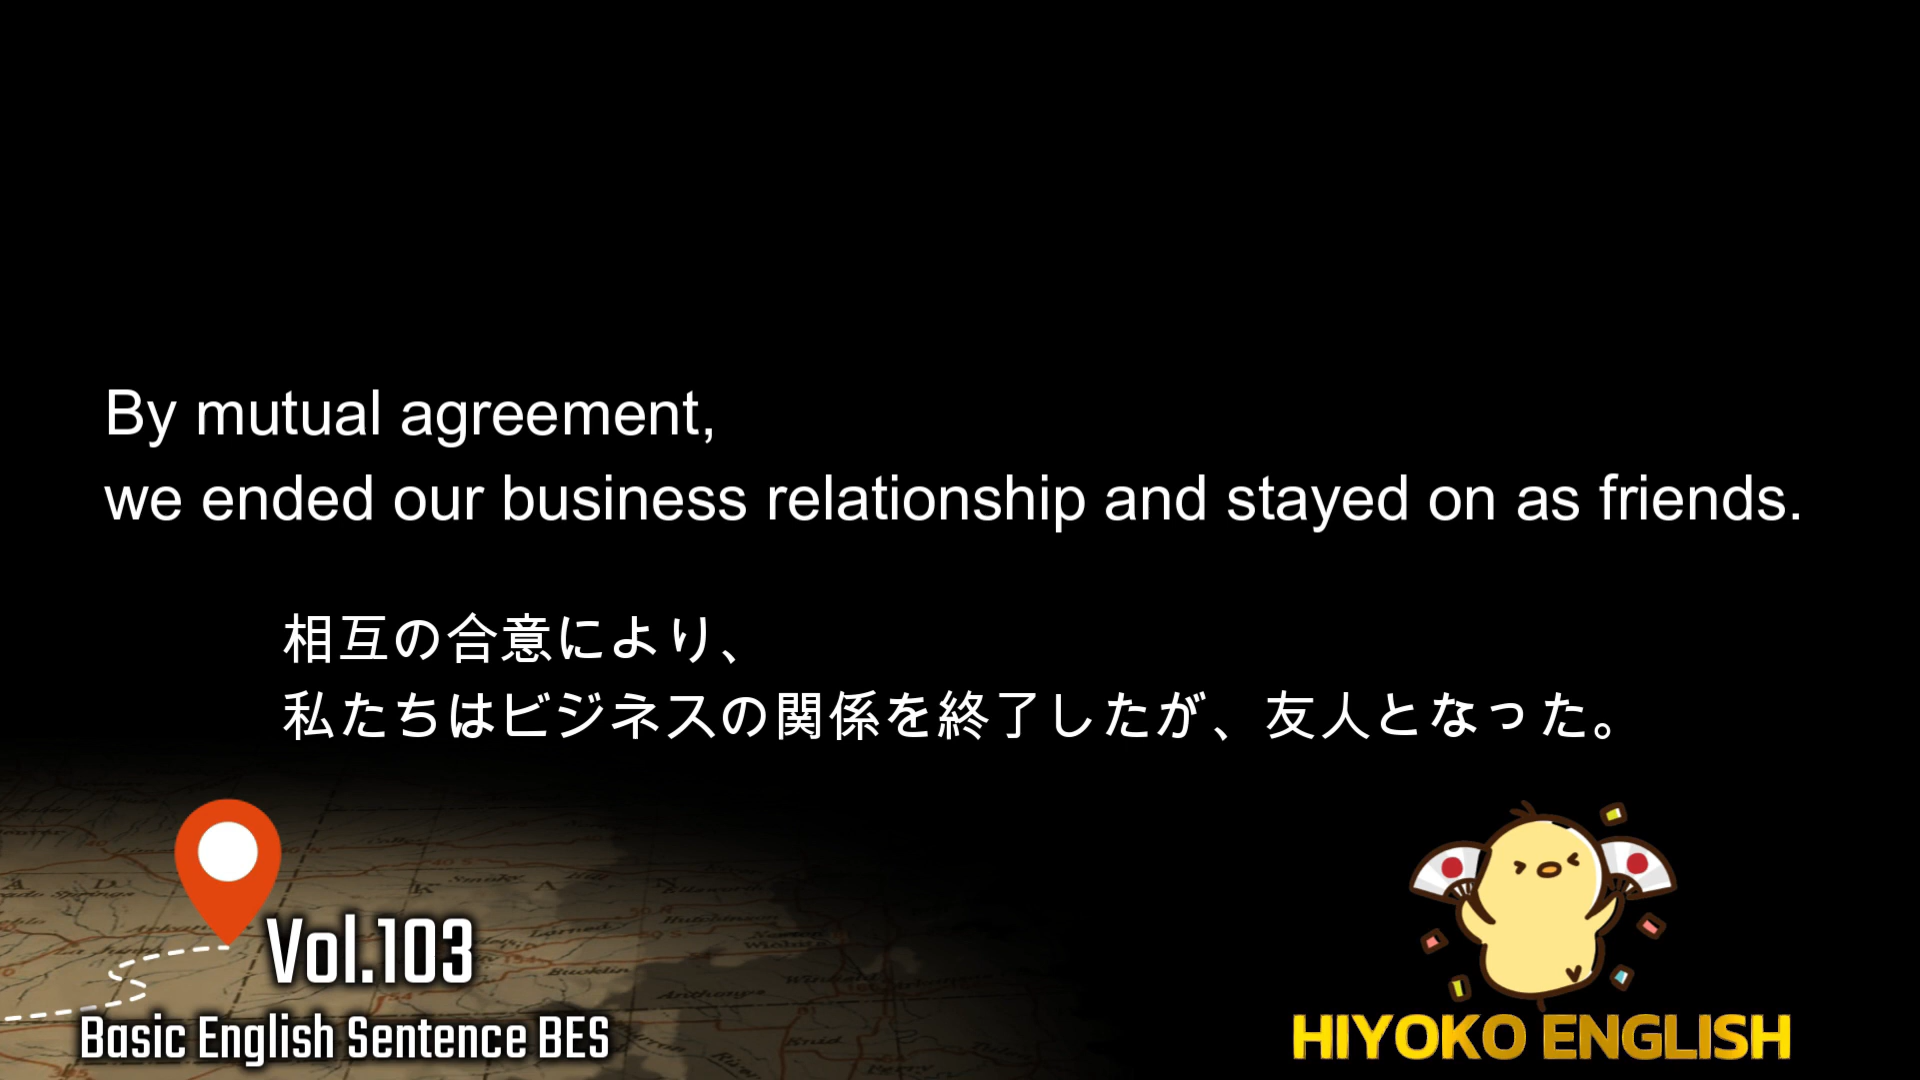 By mutual agreement,
we ended our business relationship and stayed on as friends.
相互の合意により、
私たちはビジネスの関係を終了したが、友人となった。
Vol.103
Basic English Sentence BES
HIYOKO ENGLISH